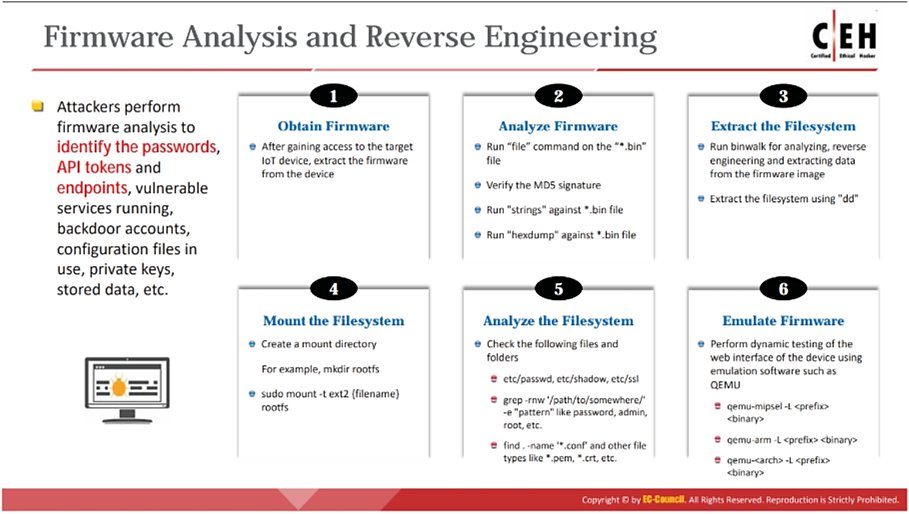 Firmware Analysis and Reverse Engineering
CEH
Certified Ethical Hacker
Attackers perform
firmware analysis to
identify the passwords,
API tokens and
endpoints, vulnerable
services running,
backdoor accounts,
configuration files in
use, private keys,
stored data, etc.
1
Obtain Firmware
After gaining access to the target
IoT device, extract the firmware
from the device
2
Analyze Firmware
Run “file” command on the “*.bin”
file
Verify the MD5 signature
Run "strings" against *.bin file
Run "hexdump" against *.bin file
3
Extract the Filesystem
Run binwalk for analyzing, reverse
engineering and extracting data
from the firmware image
Extract the filesystem using "dd"
4
Mount the Filesystem
Create a mount directory
For example, mkdir rootfs
sudo mount -t ext2 {filename}
rootfs
5
Analyze the Filesystem
Check the following files and
folders
etc/passwd, etc/shadow, etc/ssl
grep -rnw '/path/to/somewhere/'
-e "pattern" like password, admin,
root, etc.
find . -name '*.conf' and other file
types like *.pem, *.crt, etc.
6
Emulate Firmware
Perform dynamic testing of the
web interface of the device using
emulation software such as
QEMU
qemu-mipsel -L <prefix>
<binary>
qemu-arm -L <prefix> <binary>
qemu-<arch> -L <prefix>
<binary>
Copyright © by EC-Council. All Rights Reserved. Reproduction is Strictly Prohibited.